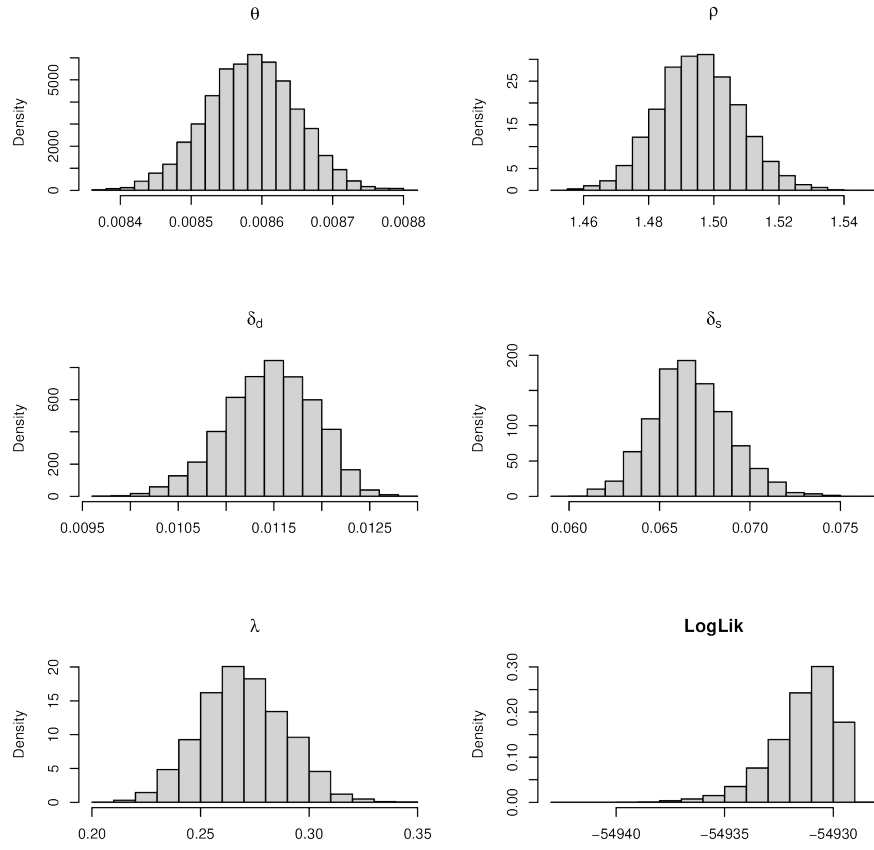 θ
ρ
Density
0 2000 5000
0.0084 0.0085 0.0086 0.0087 0.0088
Density
0 5 15 25
1.46 1.48 1.50 1.52 1.54
δd
δs
Density
0 200 600
0.0095 0.0105 0.0115 0.0125
Density
0 50 100 200
0.060 0.065 0.070 0.075
λ
LogLik
Density
0 5 10 15 20
0.20 0.25 0.30 0.35
Density
0.00 0.10 0.20 0.30
−54940 −54935 −54930